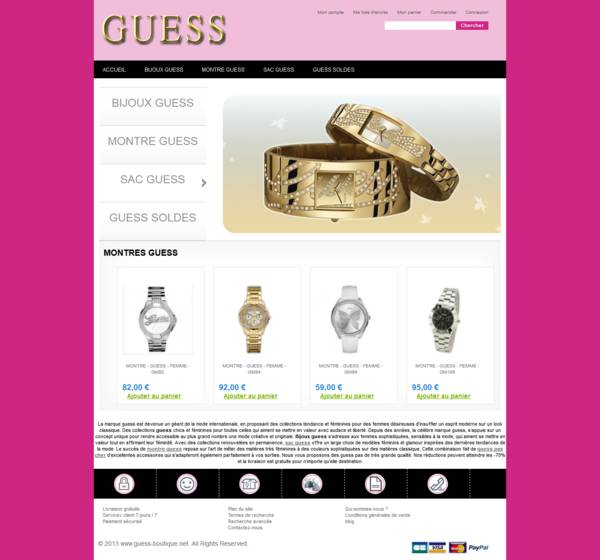 GUESS
Mon compte Ma liste d'envies Mon panier Commander Connexion
Chercher
ACCUEIL BIJOUX GUESS MONTRE GUESS SAC GUESS GUESS SOLDES
BIJOUX GUESS
MONTRE GUESS
SAC GUESS
GUESS SOLDES
MONTRES GUESS
MONTRE - GUESS - FEMME - GM92
82,00 €
Ajouter au panier
MONTRE - GUESS - FEMME - GM94
92,00 €
Ajouter au panier
MONTRE - GUESS - FEMME - GM99
59,00 €
Ajouter au panier
MONTRE - GUESS - FEMME - GM105
95,00 €
Ajouter au panier
La marque guess est devenue un géant de la mode internationale, en proposant des collections tendance et féminines pour des femmes désireuses d'insuffler un esprit moderne sur un look
classique. Des collections guess chics et féminines pour toutes celles qui aiment se mettre en valeur avec audace et liberté. Depuis des années, la célèbre marque guess, s'appuie sur un
concept unique pour rendre accessible au plus grand nombre une mode créative et originale. Bijoux guess s'adresse aux femmes sophistiquées, sensibles à la mode, qui aiment se mettre en
valeur tout en affirmant leur féminité. Avec des collections renouvelées en permanence, sac guess offre un large choix de modèles féminins et glamour inspirées des dernières tendances de
la mode. Le succès de montre guess repose sur l'art de mêler des matières très féminines à des couleurs sophistiquées sur des matières classique. Cette combinaison fait de guess pas
cher d'excellentes accessoires qui s'adapteront également parfaitement à vos sorties. Nous vous proposons des guess pas de très grande qualité. Nos réductions peuvent atteindre les -70%
et la livraison est gratuite pour n'importe qu'elle destination.
Livraison gratuite
Service client 7 jours / 7
Paiement sécurisé
Plan du site
Termes de recherche
Recherche avancée
Contactez-nous
Qui sommes-nous ?
Conditions générales de vente
blog
© 2013 www.guess-boutique.net. All Rights Reserved.
CB VISA PayPal